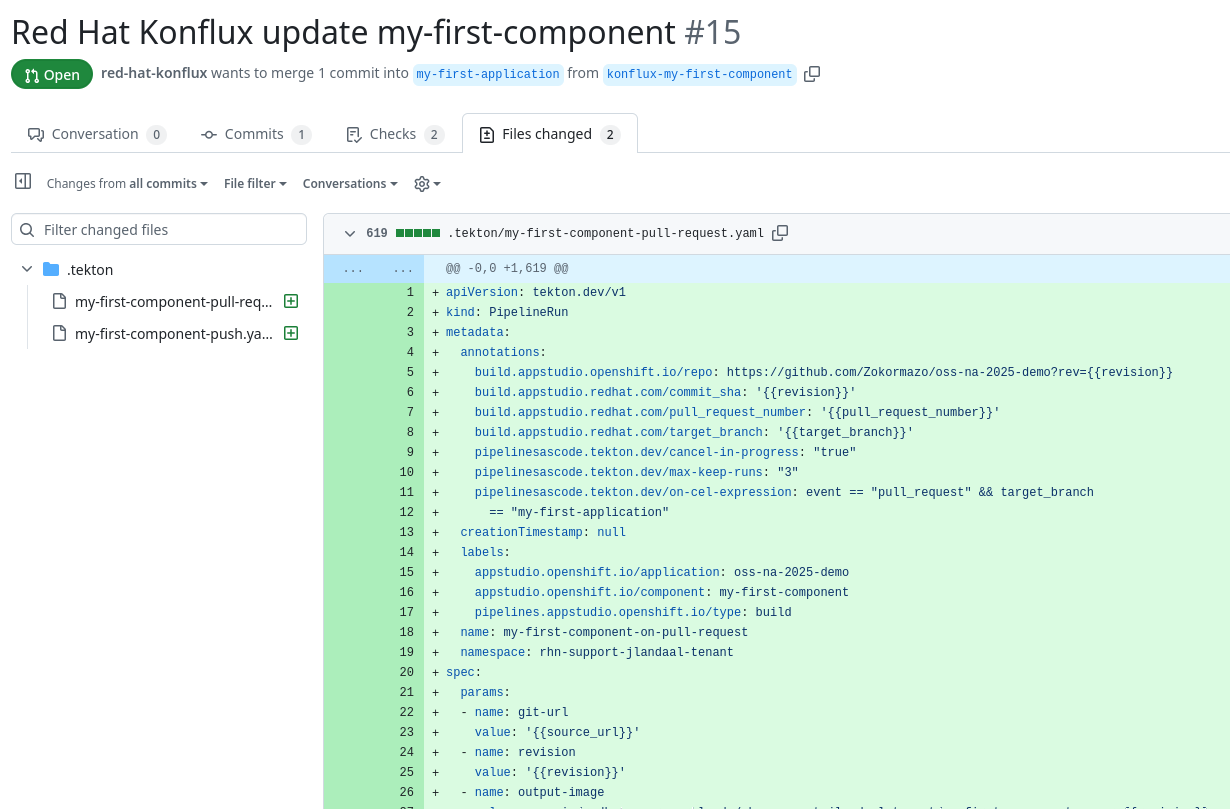 Red Hat Konflux update my-first-component #15
Open red-hat-konflux wants to merge 1 commit into my-first-application from konflux-my-first-component
Conversation 0 Commits 1 Checks 2 Files changed 2
Changes from all commits File filter Conversations
Filter changed files
.tekton
my-first-component-pull-req...
my-first-component-push.ya...
619 .tekton/my-first-component-pull-request.yaml
... ... @@ -0,0 +1,619 @@
1 + apiVersion: tekton.dev/v1
2 + kind: PipelineRun
3 + metadata:
4 +   annotations:
5 +     build.appstudio.openshift.io/repo: https://github.com/Zokormazo/oss-na-2025-demo?rev={{revision}}
6 +     build.appstudio.redhat.com/commit_sha: '{{revision}}'
7 +     build.appstudio.redhat.com/pull_request_number: '{{pull_request_number}}'
8 +     build.appstudio.redhat.com/target_branch: '{{target_branch}}'
9 +     pipelinesascode.tekton.dev/cancel-in-progress: "true"
10 +     pipelinesascode.tekton.dev/max-keep-runs: "3"
11 +     pipelinesascode.tekton.dev/on-cel-expression: event == "pull_request" && target_branch
12 +       == "my-first-application"
13 +   creationTimestamp: null
14 +   labels:
15 +     appstudio.openshift.io/application: oss-na-2025-demo
16 +     appstudio.openshift.io/component: my-first-component
17 +     pipelines.appstudio.openshift.io/type: build
18 +   name: my-first-component-on-pull-request
19 +   namespace: rhn-support-jlandaal-tenant
20 + spec:
21 +   params:
22 +   - name: git-url
23 +     value: '{{source_url}}'
24 +   - name: revision
25 +     value: '{{revision}}'
26 +   - name: output-image